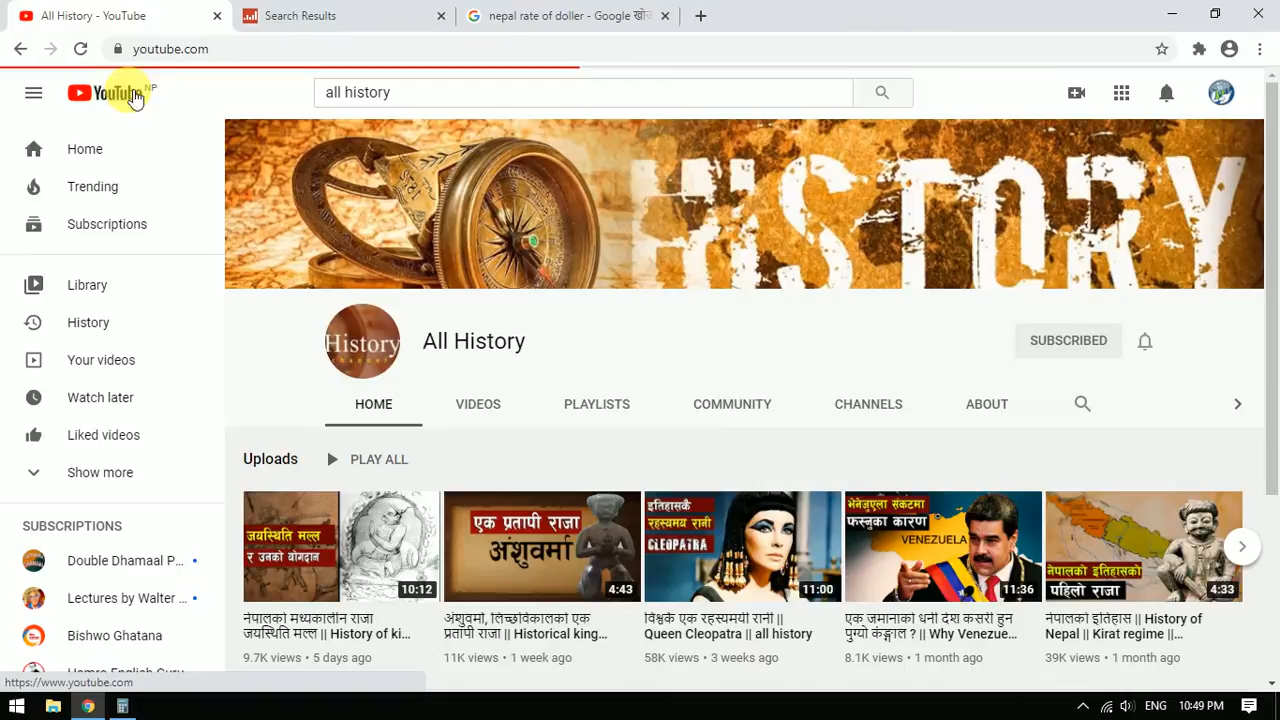 All History - YouTube
Search Results
nepal rate of doller - Google खोज
youtube.com
YouTube NP
all history
Home
Trending
Subscriptions
Library
History
Your videos
Watch later
Liked videos
Show more
SUBSCRIPTIONS
Double Dhamaal P...
Lectures by Walter ...
Bishwo Ghatana
HISTORY
History
channel
All History
SUBSCRIBED
HOME
VIDEOS
PLAYLISTS
COMMUNITY
CHANNELS
ABOUT
Uploads
PLAY ALL
जयस्थिति मल्ल
र उनको योगदान
10:12
नेपालको मध्यकालीन राजा
जयस्थिति मल्ल || History of ki...
9.7K views • 5 days ago
एक प्रतापी राजा
अंशुवर्मा
4:43
अंशुवर्मा, लिच्छविकालको एक
प्रतापी राजा || Historical king...
11K views • 1 week ago
इतिहासकै
रहस्यमय रानी
CLEOPATRA
11:00
विश्वकै एक रहस्यमयी रानी ||
Queen Cleopatra || all history
58K views • 3 weeks ago
भेनेजुएला संकटमा
फस्नुका कारण
VENEZUELA
11:36
एक जमानाको धनी देश कसरी हुन
पुग्यो कंङ्गाल ? || Why Venezue...
8.1K views • 1 month ago
नेपालको इतिहासको
पहिलो राजा
4:33
नेपालको इतिहास || History of
Nepal || Kirat regime ||...
39K views • 1 month ago
https://www.youtube.com
ENG
10:49 PM